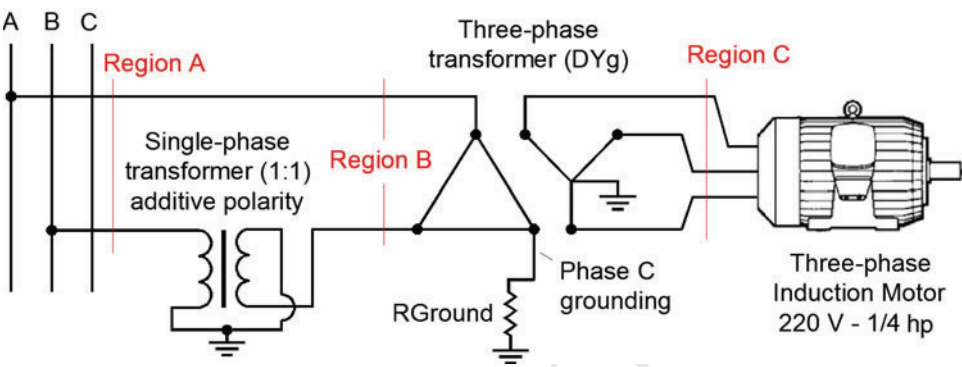 A B C
Three-phase
transformer (DYg)
Region A
Region C
Single-phase
transformer (1:1)
additive polarity
Region B
Phase C
grounding
RGround
Three-phase
Induction Motor
220 V - 1/4 hp